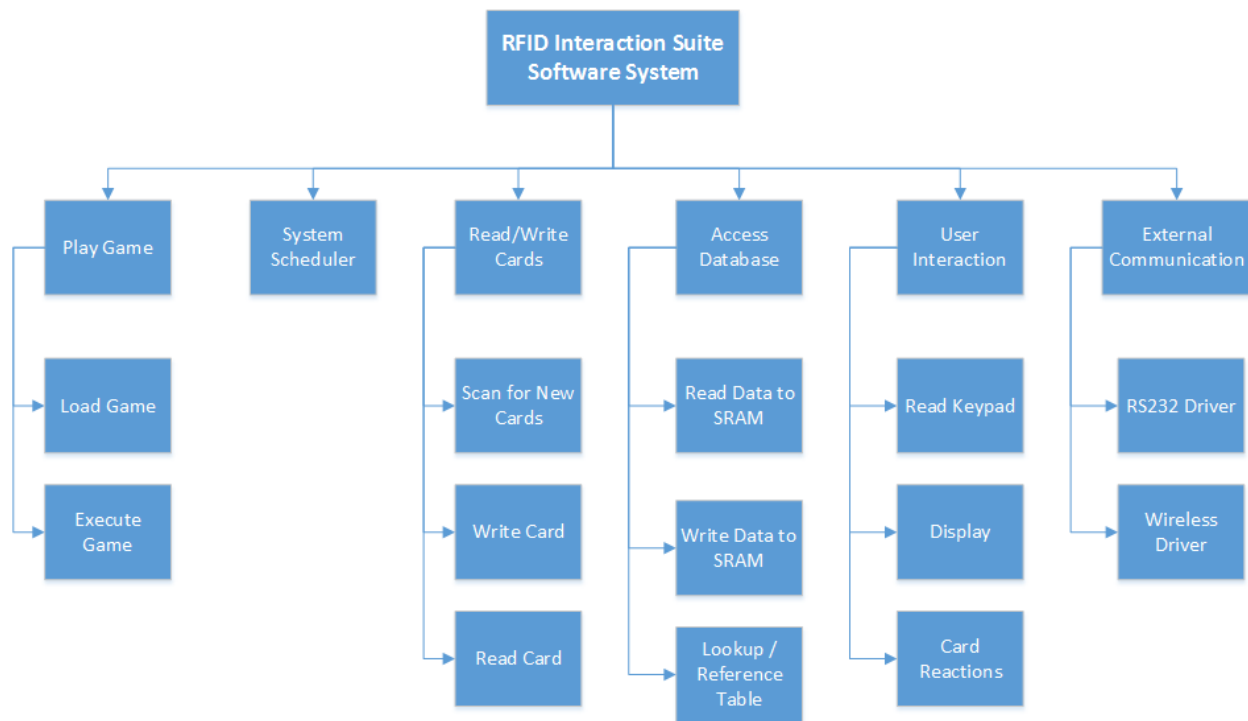 RFID Interaction Suite
Software System
Play Game
System
Scheduler
Read/Write
Cards
Access
Database
User
Interaction
External
Communication
Load Game
Scan for New
Cards
Read Data to
SRAM
Read Keypad
RS232 Driver
Execute
Game
Write Card
Write Data to
SRAM
Display
Wireless
Driver
Read Card
Lookup /
Reference
Table
Card
Reactions